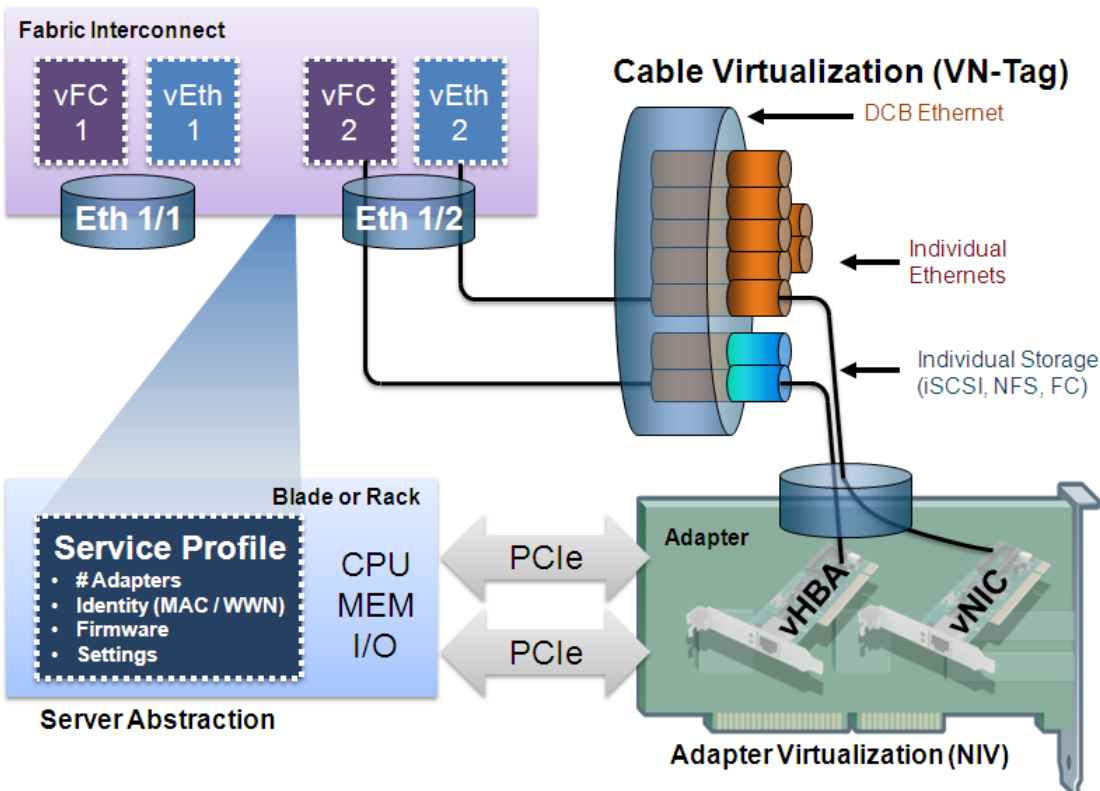 Fabric Interconnect
vFC
1
vEth
1
vFC
2
vEth
2
Eth 1/1
Eth 1/2
Cable Virtualization (VN-Tag)
DCB Ethernet
Individual
Ethernets
Individual Storage
(iSCSI, NFS, FC)
Blade or Rack
Service Profile
• # Adapters
• Identity (MAC / WWN)
• Firmware
• Settings
CPU
MEM
I/O
Server Abstraction
PCIe
PCIe
Adapter
vHBA
vNIC
Adapter Virtualization (NIV)